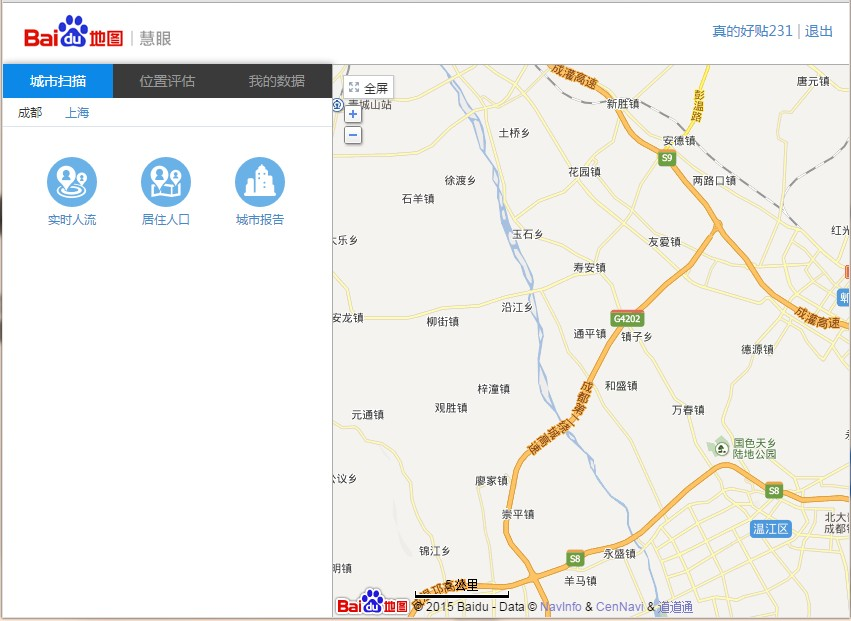 Bai du 地图 | 慧眼
真的好贴231 | 退出
城市扫描 位置评估 我的数据
成都 上海
实时人流 居住人口 城市报告
全屏
青城山站
+
−
成灌高速
唐元镇
新胜镇
彭温路
土桥乡
安德镇
S9
花园镇
徐渡乡
两路口镇
石羊镇
玉石乡
友爱镇
红光
乐乡
寿安镇
沿江乡
安龙镇
柳街镇
G4202
成灌高速
通平镇
镇子乡
德源镇
梓潼镇
和盛镇
成都第二绕城高速
观胜镇
元通镇
万春镇
国色天乡
陆地公园
公议乡
廖家镇
S8
崇平镇
北大
温江区
成都
锦江乡
永盛镇
S8
明镇
羊马镇
公里
Bai du 地图
© 2015 Baidu - Data © NavInfo & CenNavi & 道道通